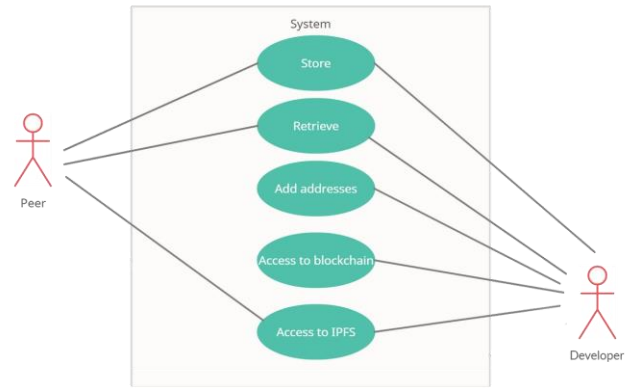 System
Store
Retrieve
Peer
Add addresses
Access to blockchain
Access to IPFS
Developer